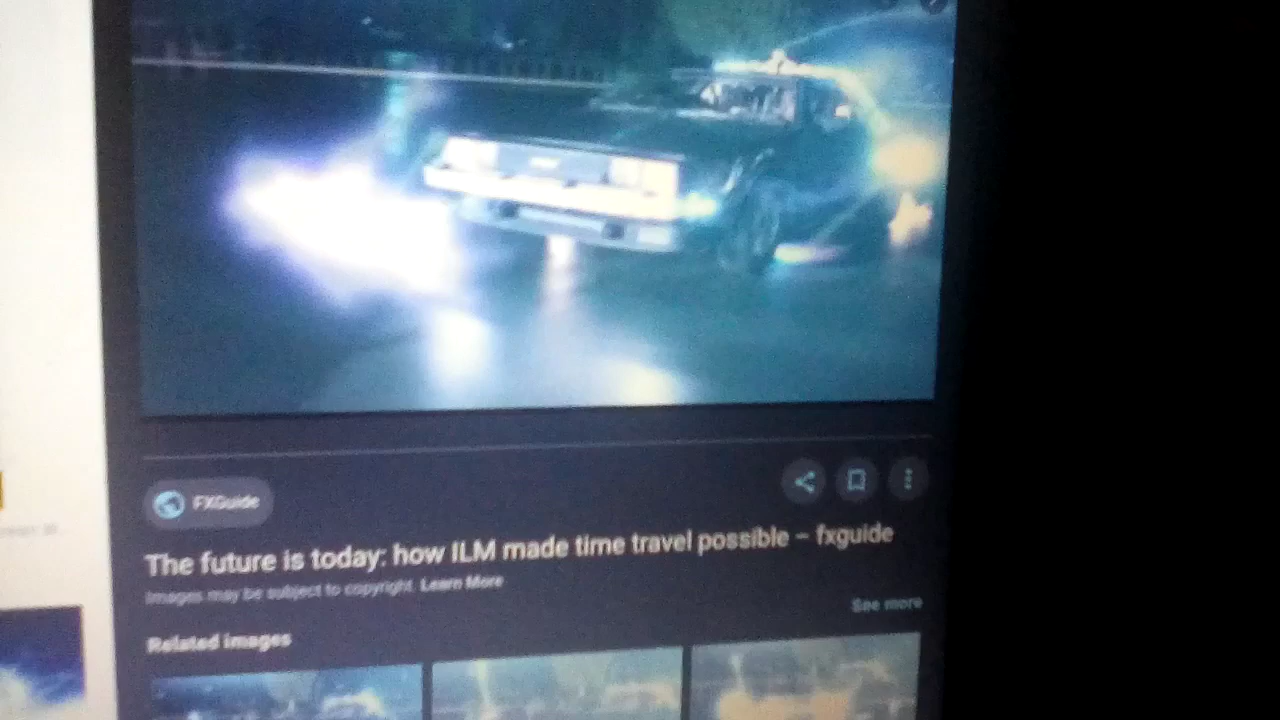 FXGuide
The future is today: how ILM made time travel possible – fxguide
Images may be subject to copyright. Learn More
See more
Related images